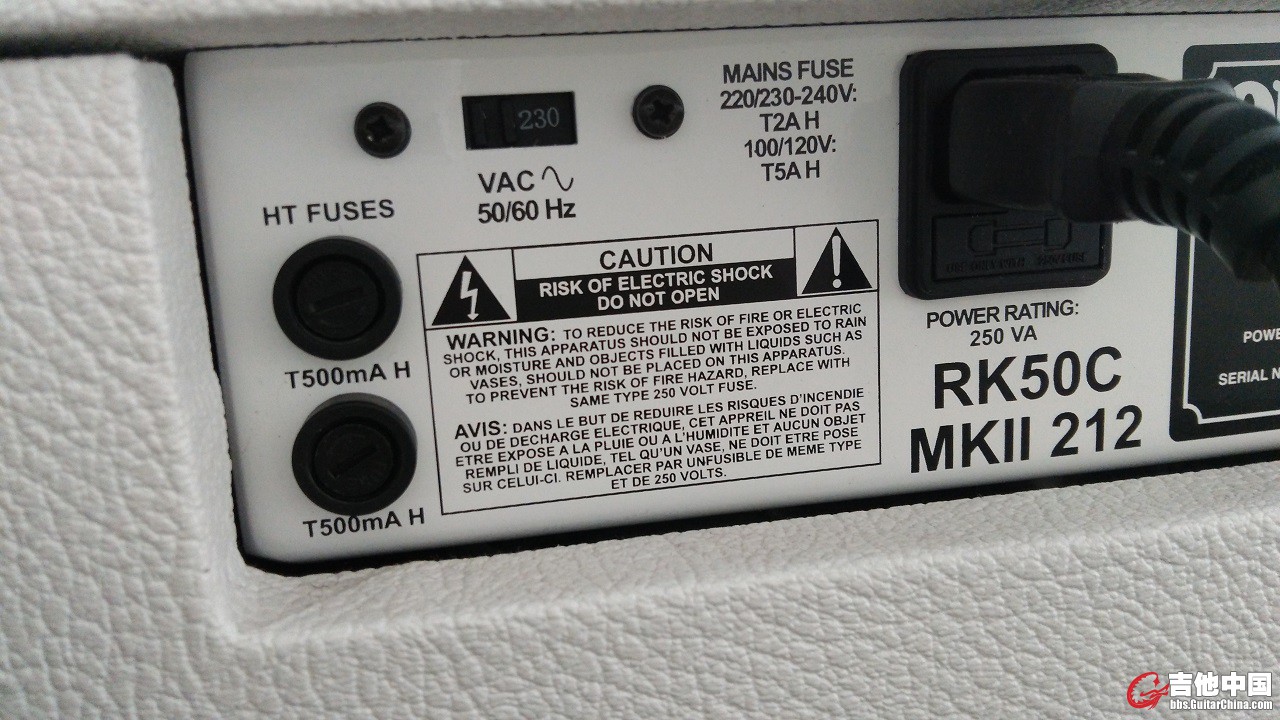 230
VAC
50/60 Hz
MAINS FUSE
220/230-240V:
T2A H
100/120V:
T5A H
HT FUSES
T500mA H
T500mA H
CAUTION
RISK OF ELECTRIC SHOCK
DO NOT OPEN
WARNING: TO REDUCE THE RISK OF FIRE OR ELECTRIC
SHOCK, THIS APPARATUS SHOULD NOT BE EXPOSED TO RAIN
OR MOISTURE AND OBJECTS FILLED WITH LIQUIDS SUCH AS
VASES, SHOULD NOT BE PLACED ON THIS APPARATUS.
TO PREVENT THE RISK OF FIRE HAZARD, REPLACE WITH
SAME TYPE 250 VOLT FUSE.
AVIS: DANS LE BUT DE REDUIRE LES RISQUES D'INCENDIE
OU DE DECHARGE ELECTRIQUE, CET APPREIL NE DOIT PAS
ETRE EXPOSE A LA PLUIE OU A L'HUMIDITE ET AUCUN OBJET
REMPLI DE LIQUIDE, TEL QU'UN VASE, NE DOIT ETRE POSE
SUR CELUI-CI. REMPLACER PAR UNFUSIBLE DE MEME TYPE
ET DE 250 VOLTS.
POWER RATING:
250 VA
RK50C
MKII 212
SERIAL
吉他中国
bbs.GuitarChina.com